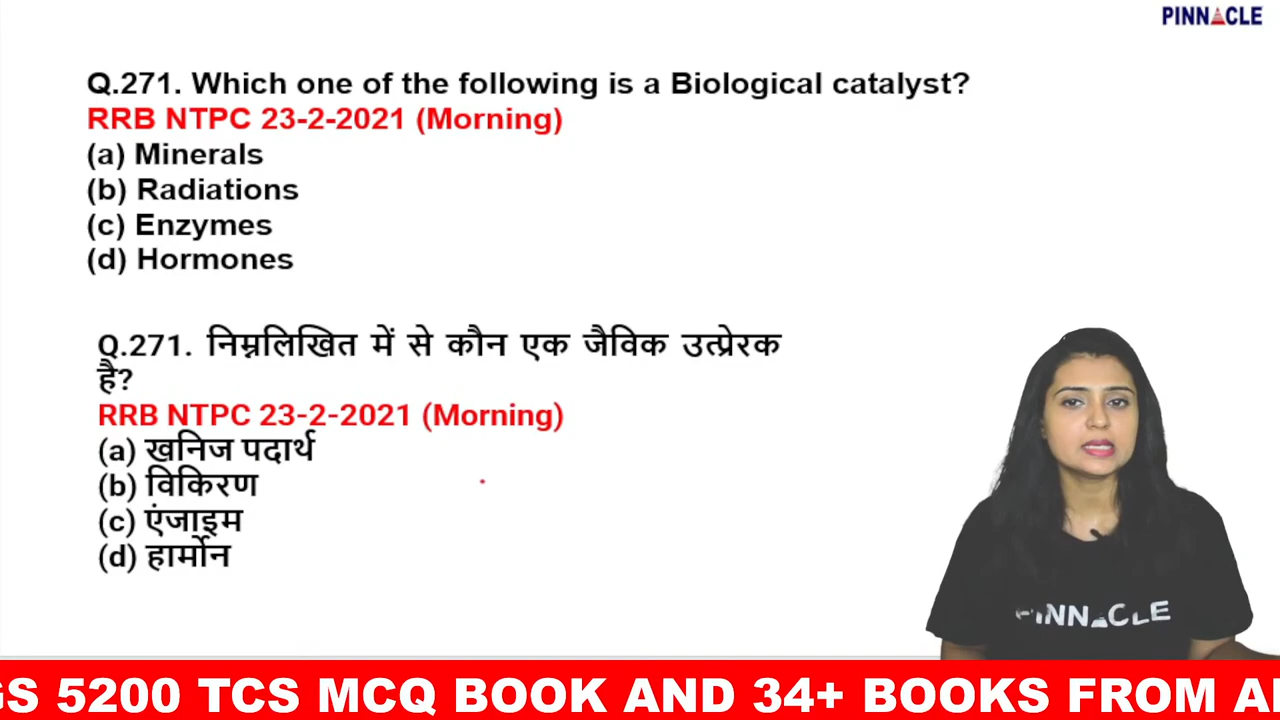 PINNACLE
Q.271. Which one of the following is a Biological catalyst?
RRB NTPC 23-2-2021 (Morning)
(a) Minerals
(b) Radiations
(c) Enzymes
(d) Hormones
Q.271. निम्नलिखित में से कौन एक जैविक उत्प्रेरक
है?
RRB NTPC 23-2-2021 (Morning)
(a) खनिज पदार्थ
(b) विकिरण
(c) एंजाइम
(d) हार्मोन
PINNACLE
GS 5200 TCS MCQ BOOK AND 34+ BOOKS FROM